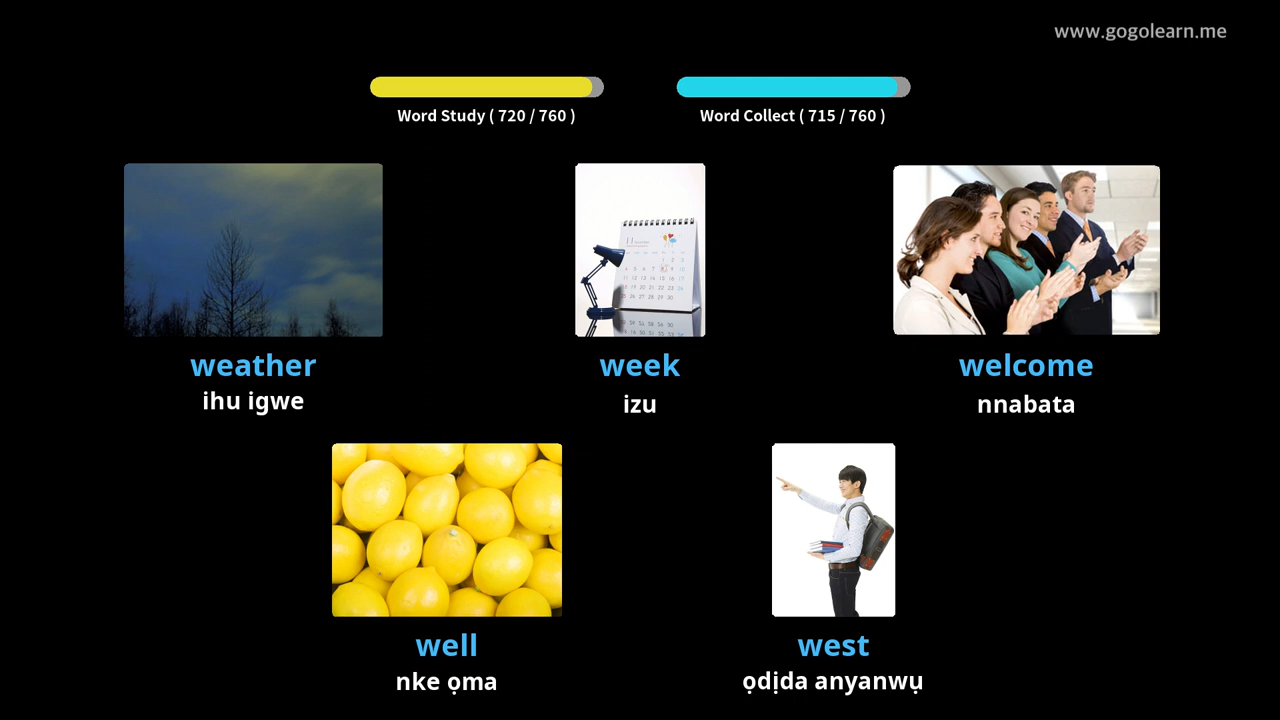 www.gogolearn.me
Word Study ( 720 / 760 )
Word Collect ( 715 / 760 )
weather
ihu igwe
week
izu
welcome
nnabata
well
nke ọma
west
ọdịda anyanwụ